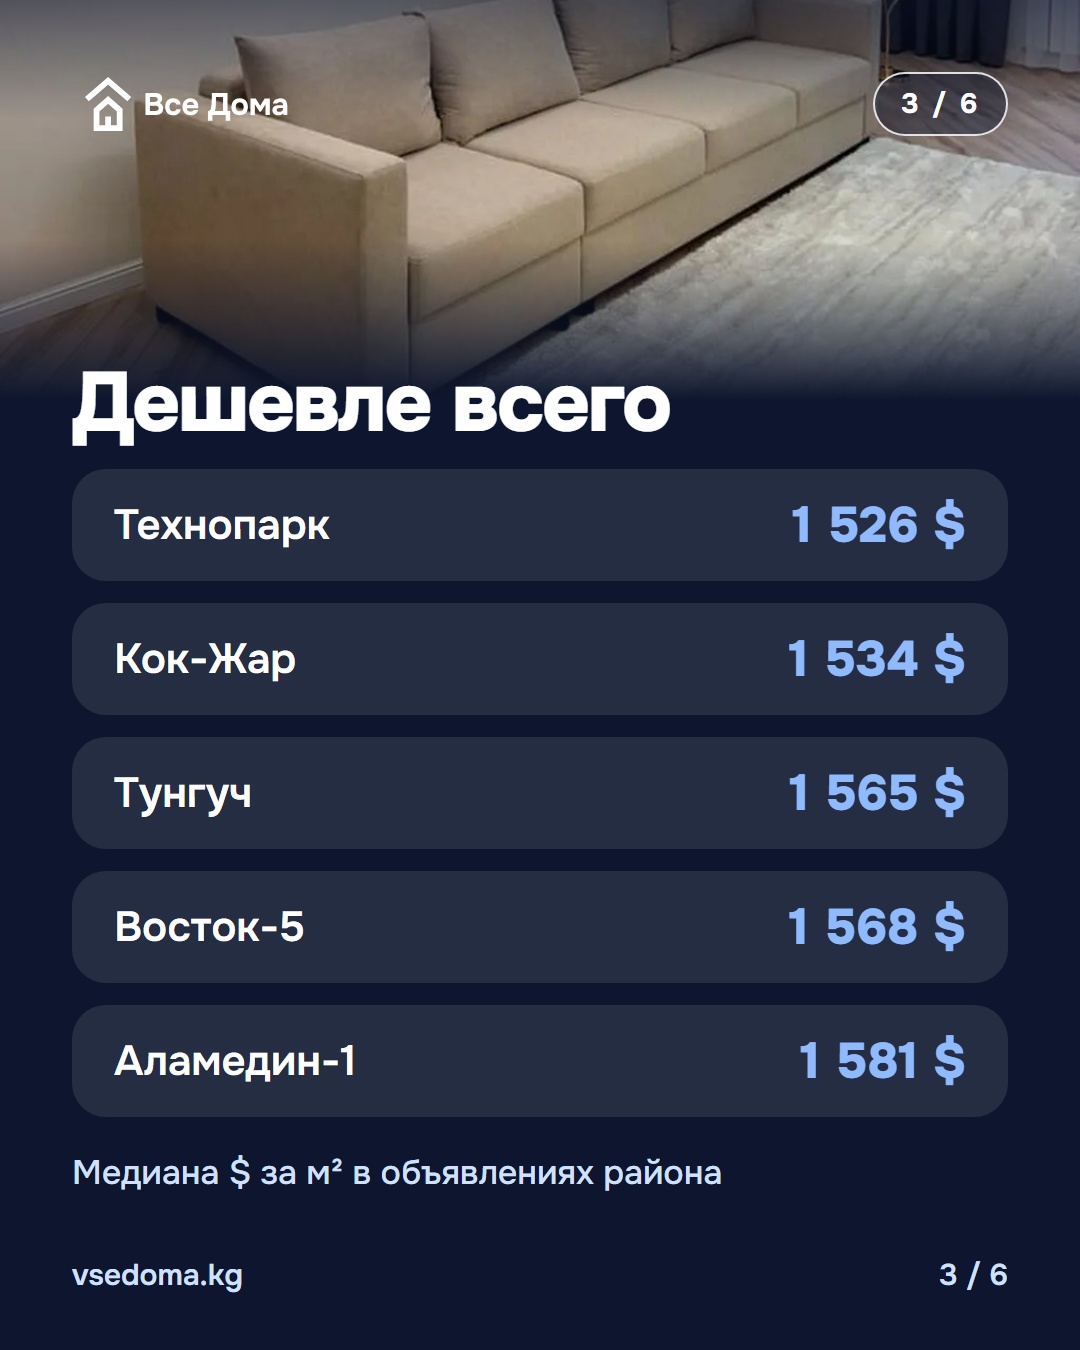 Все Дома
3 / 6
Дешевле всего
Технопарк 1 526 $
Кок-Жар 1 534 $
Тунгуч 1 565 $
Восток-5 1 568 $
Аламедин-1 1 581 $
Медиана $ за м² в объявлениях района
vsedoma.kg 3 / 6